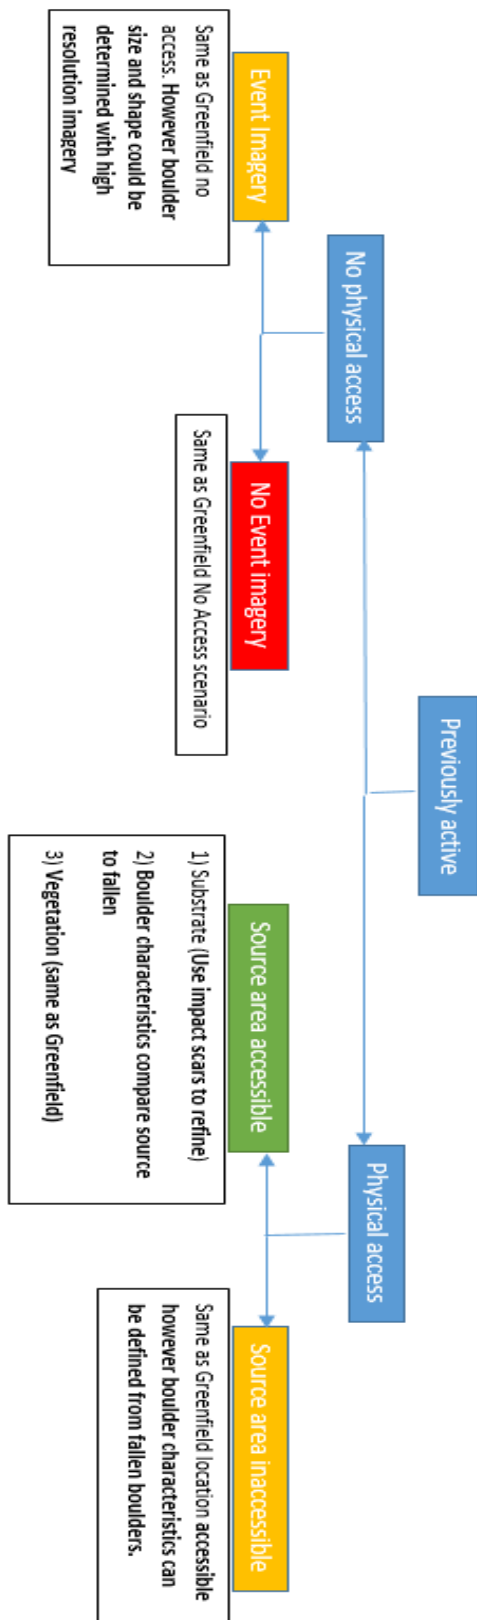 Previously active
No physical access
Physical access
Event Imagery
No Event imagery
Source area accessible
Source area inaccessible
Same as Greenfield no
access. However boulder
size and shape could be
determined with high
resolution imagery
Same as Greenfield No Access scenario
1) Substrate (Use impact scars to refine)
2) Boulder characteristics compare source
to fallen
3) Vegetation (same as Greenfield)
Same as Greenfield location accessible
however boulder characteristics can
be defined from fallen boulders.